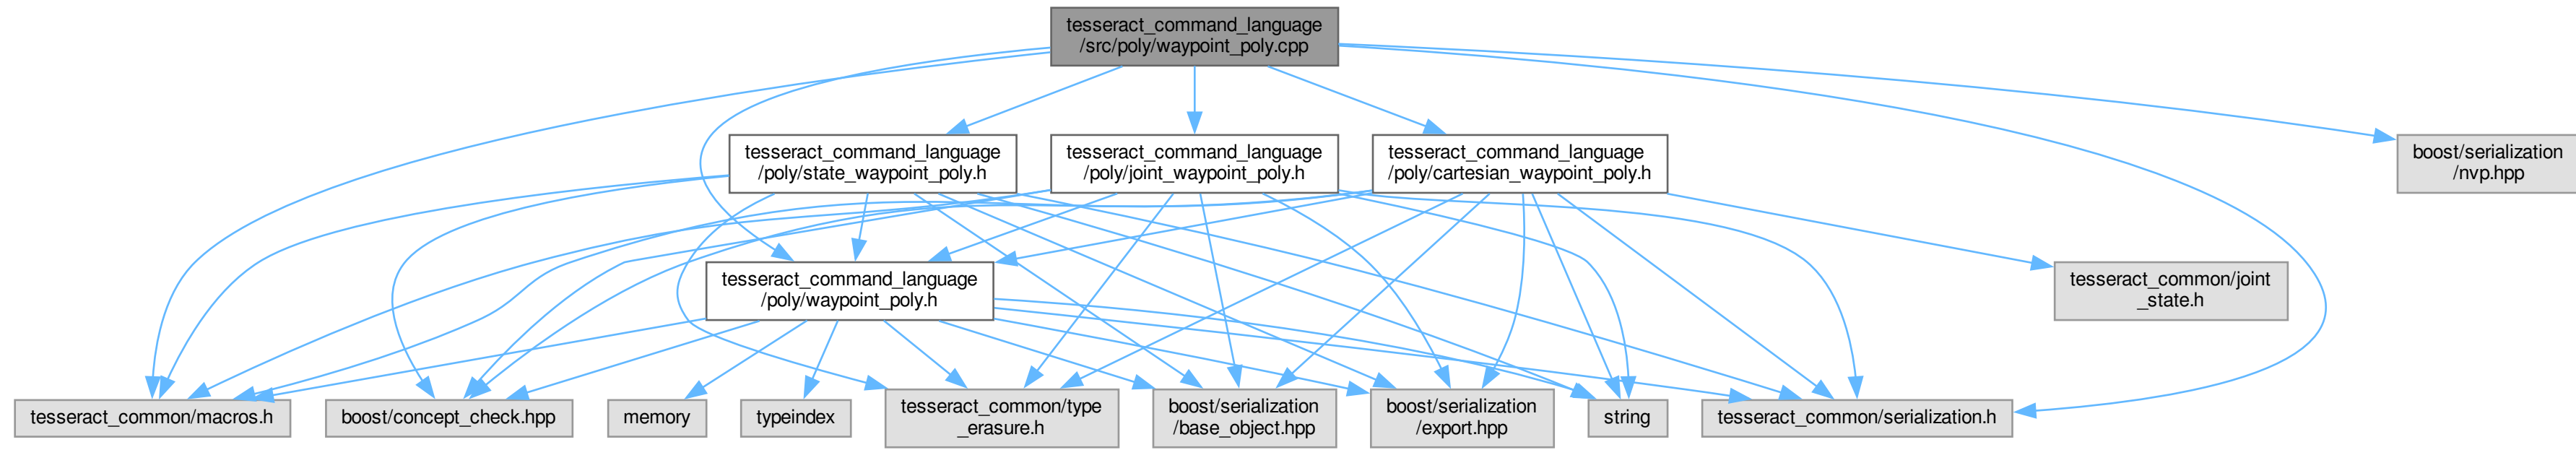 tesseract_command_language
/src/poly/waypoint_poly.cpp
tesseract_command_language
/poly/state_waypoint_poly.h
tesseract_command_language
/poly/joint_waypoint_poly.h
tesseract_command_language
/poly/cartesian_waypoint_poly.h
boost/serialization
/nvp.hpp
tesseract_command_language
/poly/waypoint_poly.h
tesseract_common/joint
_state.h
tesseract_common/macros.h
boost/concept_check.hpp
memory
typeindex
tesseract_common/type
_erasure.h
boost/serialization
/base_object.hpp
boost/serialization
/export.hpp
string
tesseract_common/serialization.h